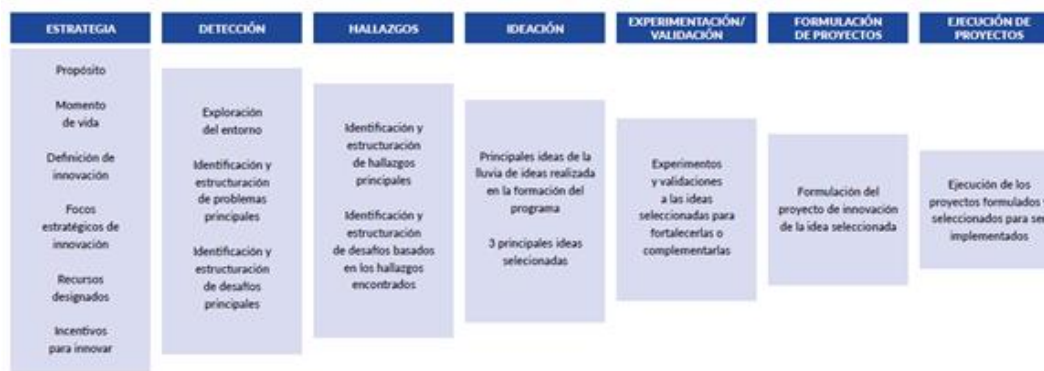 ESTRATEGIA
Propósito
Momento
de vida
Definición de
innovación
Focos
estratégicos de
innovación
Recursos
designados
Incentivos
para innovar
DETECCIÓN
Exploración
del entorno
Identificación y
estructuración
de problemas
principales
Identificación y
estructuración
de desafíos
principales
HALLAZGOS
Identificación y
estructuración
de hallazgos
principales
Identificación y
estructuración
de desafíos basados
en los hallazgos
encontrados
IDEACIÓN
Principales ideas de la
lluvia de ideas realizada
en la formación del
programa
3 principales ideas
selecionadas
EXPERIMENTACIÓN/
VALIDACIÓN
Experimentos
y validaciones
a las ideas
seleccionadas para
fortalecerlas o
complementarlas
FORMULACIÓN
DE PROYECTOS
Formulación del
proyecto de innovación
de la idea seleccionada
EJECUCIÓN DE
PROYECTOS
Ejecución de los
proyectos formulados y
seleccionados para ser
implementados